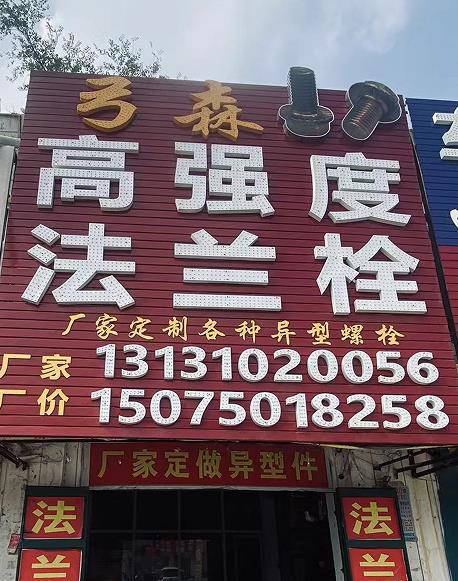 弓森
高强度
法兰栓
厂家定制各种异型螺栓
厂家 13131020056
厂价 15075018258
厂家定做异型件
法兰
法兰